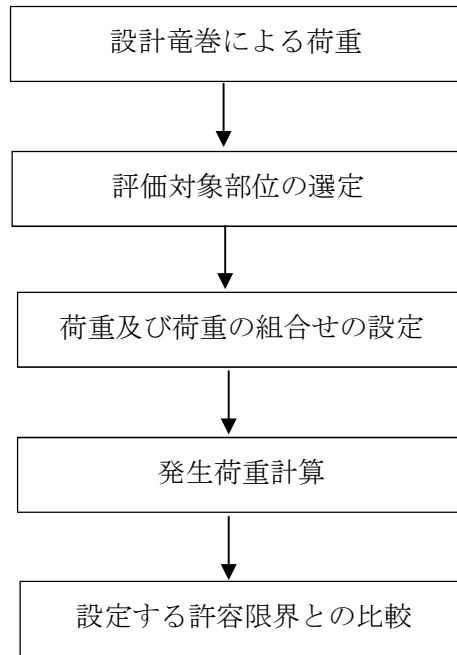 設計竜巻による荷重
評価対象部位の選定
荷重及び荷重の組合せの設定
発生荷重計算
設定する許容限界との比較